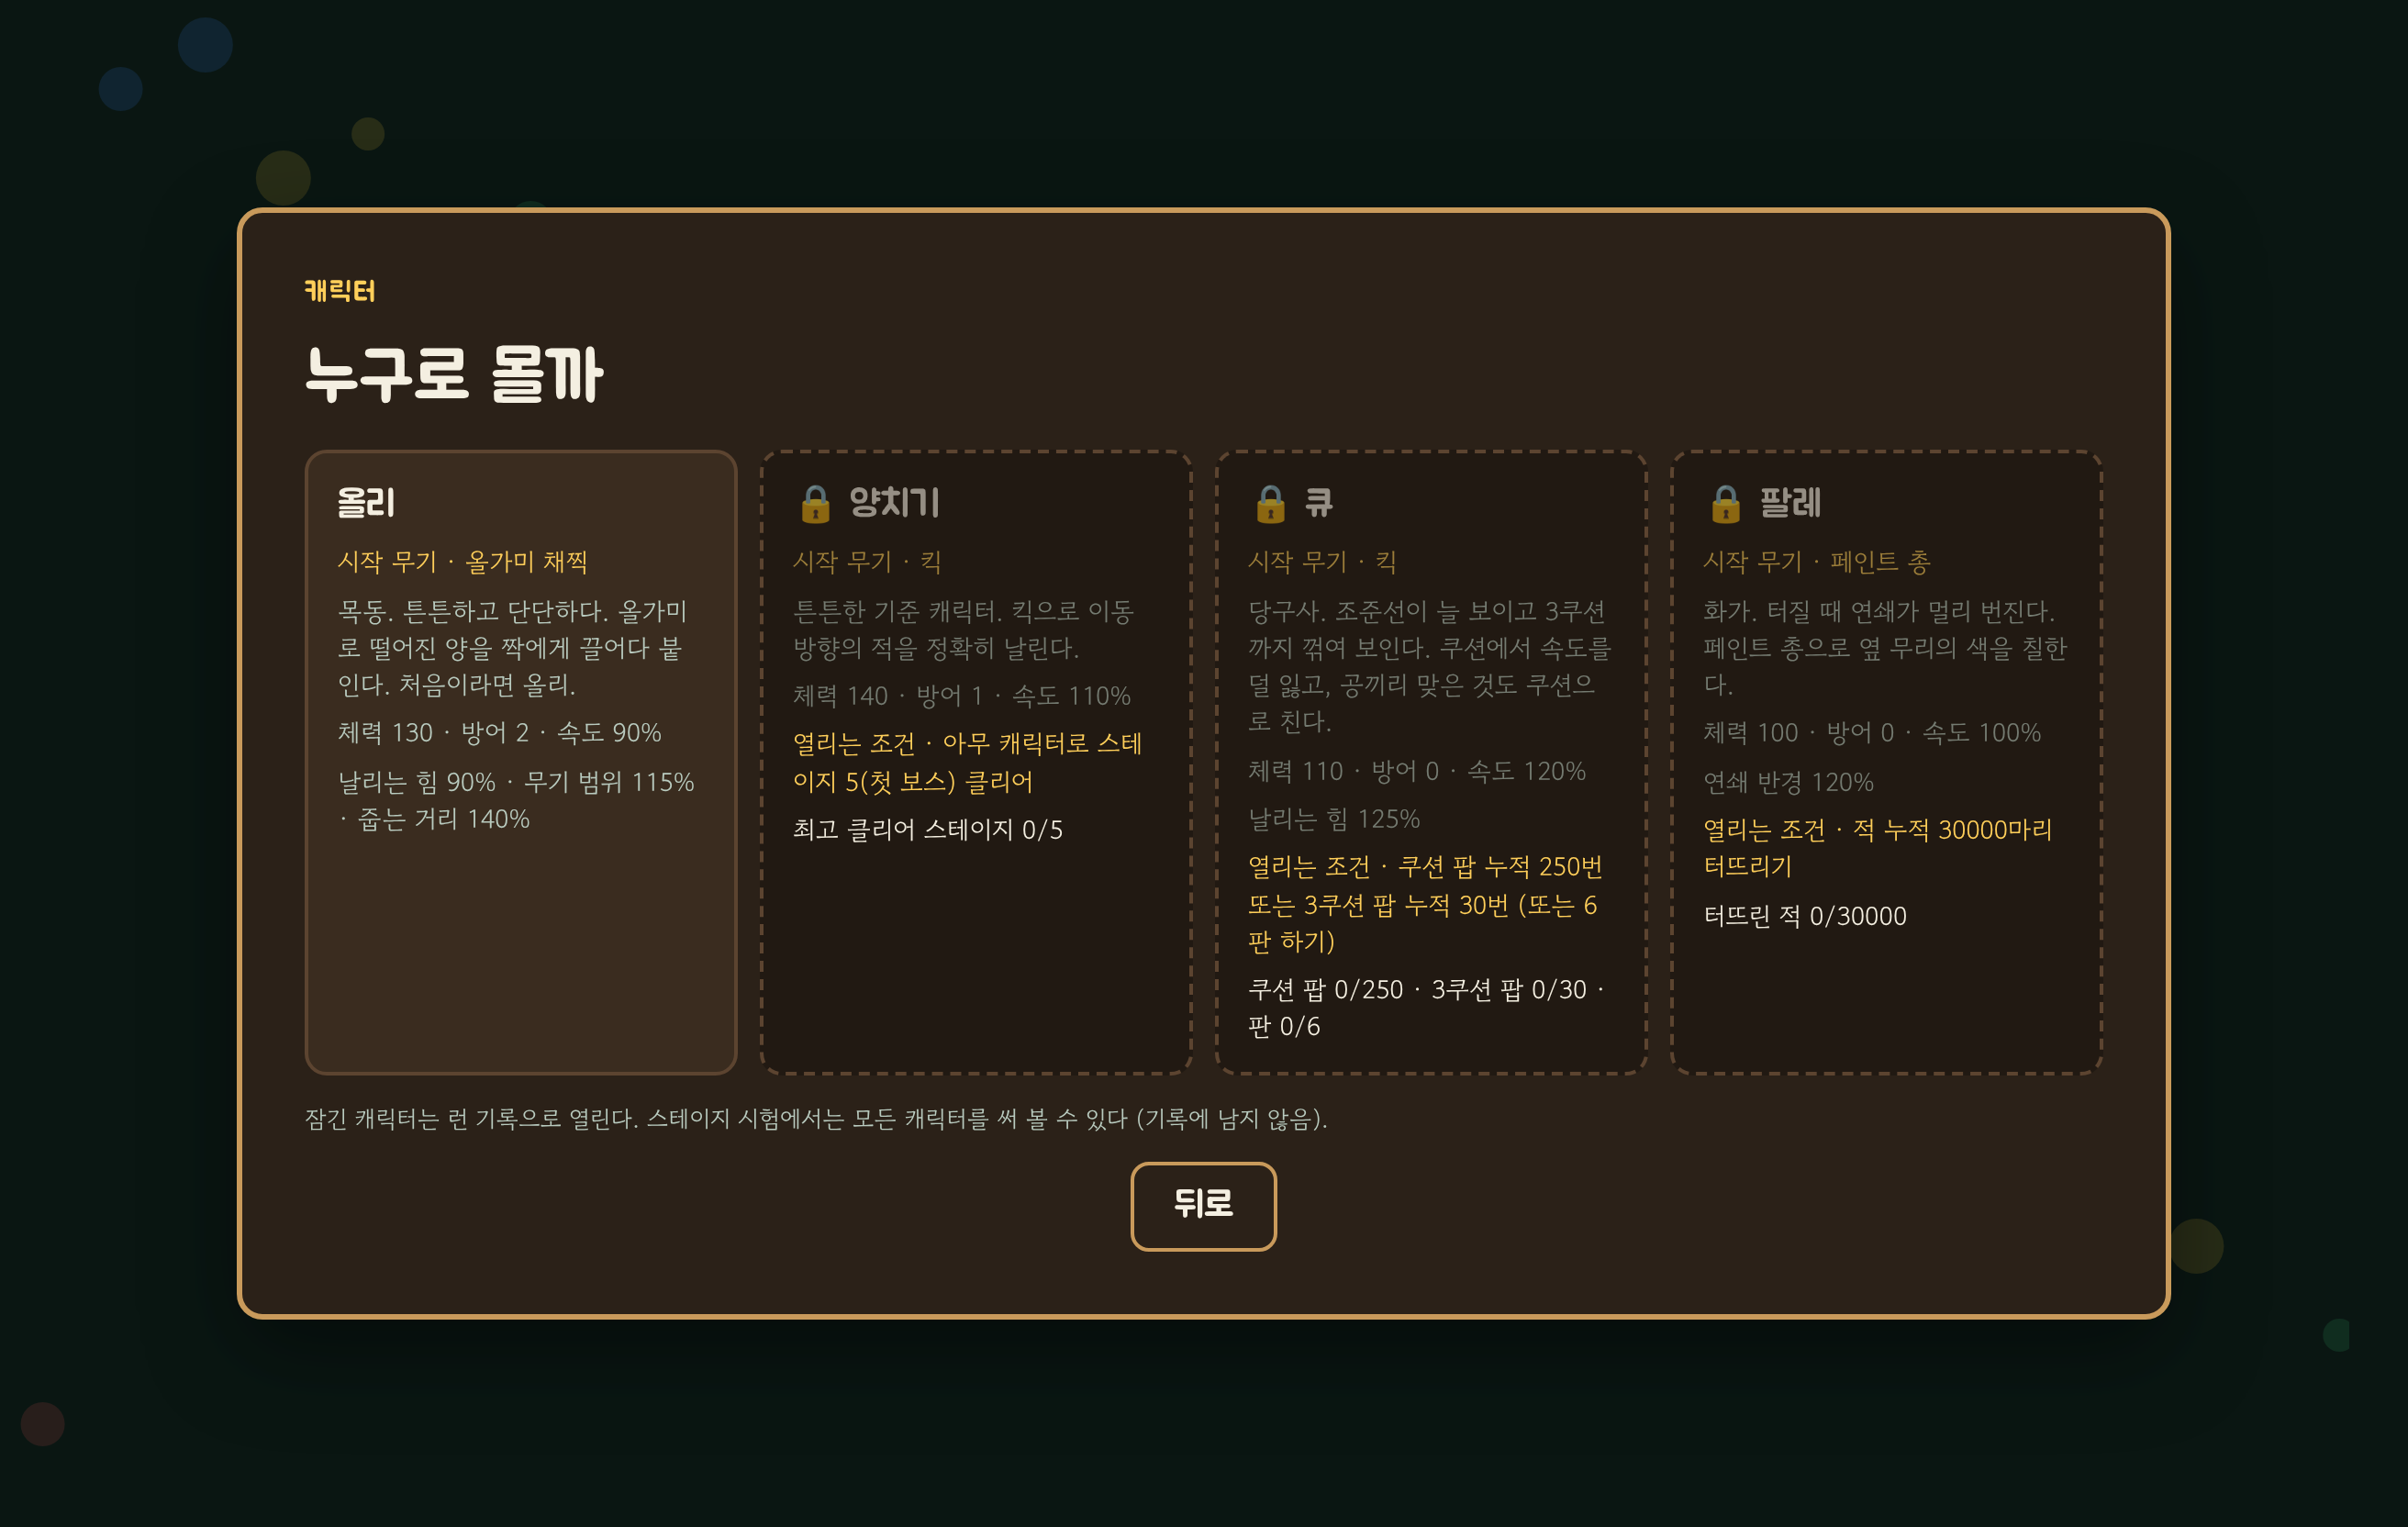 캐릭터
누구로 몰까
올리
시작 무기 · 올가미 채찍
목동. 튼튼하고 단단하다. 올가미
로 떨어진 양을 짝에게 끌어다 붙
인다. 처음이라면 올리.
체력 130 · 방어 2 · 속도 90%
날리는 힘 90% · 무기 범위 115%
· 줍는 거리 140%
양치기
시작 무기 · 킥
튼튼한 기준 캐릭터. 킥으로 이동
방향의 적을 정확히 날린다.
체력 140 · 방어 1 · 속도 110%
열리는 조건 · 아무 캐릭터로 스테
이지 5(첫 보스) 클리어
최고 클리어 스테이지 0/5
큐
시작 무기 · 킥
당구사. 조준선이 늘 보이고 3쿠션
까지 꺾여 보인다. 쿠션에서 속도를
덜 잃고, 공끼리 맞은 것도 쿠션으
로 친다.
체력 110 · 방어 0 · 속도 120%
날리는 힘 125%
열리는 조건 · 쿠션 팝 누적 250번
또는 3쿠션 팝 누적 30번 (또는 6
판 하기)
쿠션 팝 0/250 · 3쿠션 팝 0/30 ·
판 0/6
팔레
시작 무기 · 페인트 총
화가. 터질 때 연쇄가 멀리 번진다.
페인트 총으로 옆 무리의 색을 칠한
다.
체력 100 · 방어 0 · 속도 100%
연쇄 반경 120%
열리는 조건 · 적 누적 30000마리
터뜨리기
터뜨린 적 0/30000
잠긴 캐릭터는 런 기록으로 열린다. 스테이지 시험에서는 모든 캐릭터를 써 볼 수 있다 (기록에 남지 않음).
뒤로